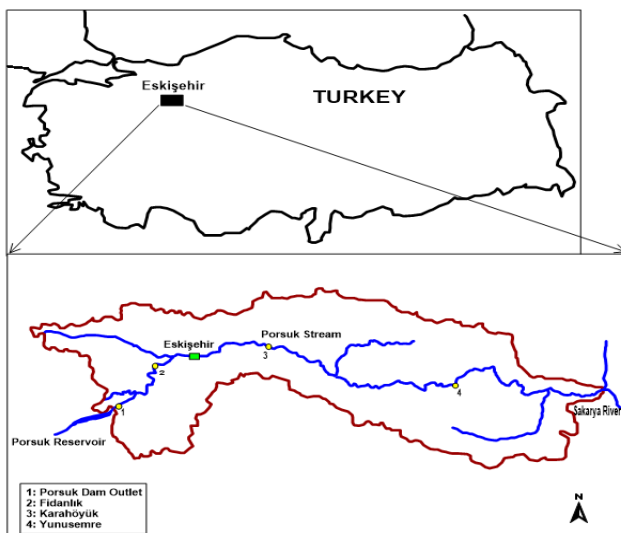 Eskişehir
TURKEY
Eskişehir
Porsuk Stream
3
2
4
1
Sakarya River
Porsuk Reservoir
1: Porsuk Dam Outlet
2: Fidanlık
3: Karahöyük
4: Yunusemre
N